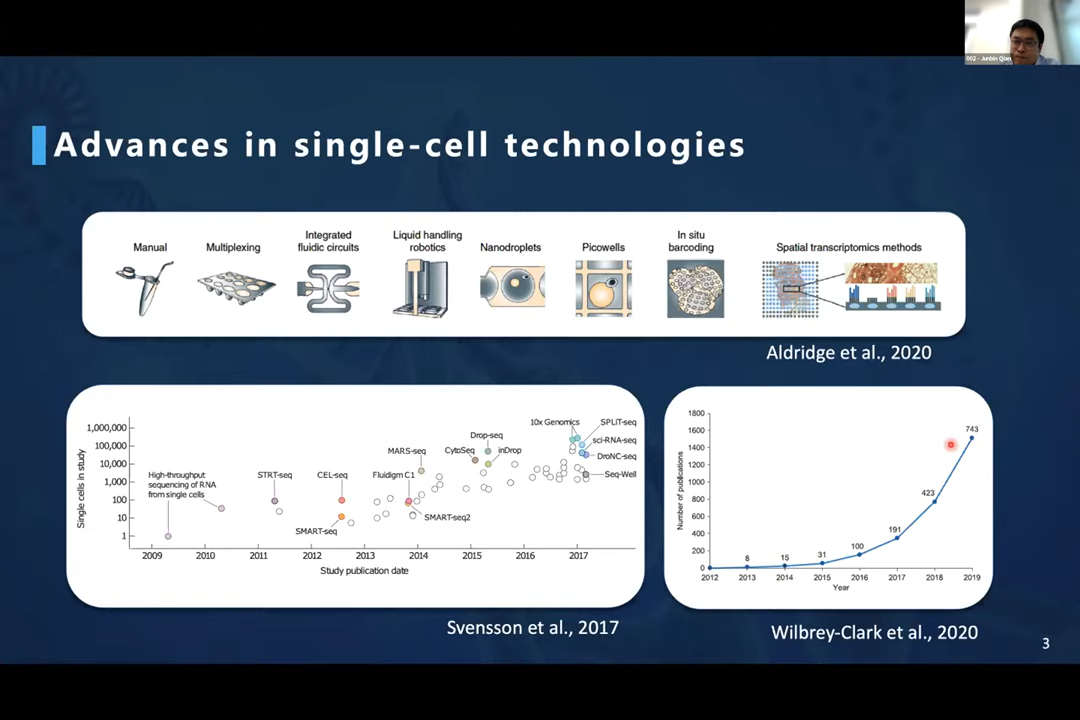 002 - Junbin Qian
Advances in single-cell technologies
Manual
Multiplexing
Integrated
fluidic circuits
Liquid handling
robotics
Nanodroplets
Picowells
In situ
barcoding
Spatial transcriptomics methods
Aldridge et al., 2020
Single cells in study
1,000,000
100,000
10,000
1,000
100
10
1
High-throughput
sequencing of RNA
from single cells
STRT-seq
CEL-seq
SMART-seq
Fluidigm C1
SMART-seq2
MARS-seq
CytoSeq
Drop-seq
inDrop
10x Genomics
SPLiT-seq
sci-RNA-seq
DroNC-seq
Seq-Well
2009 2010 2011 2012 2013 2014 2015 2016 2017
Study publication date
Svensson et al., 2017
Number of publications
1800
1600
1400
1200
1000
800
600
400
200
0
8
15
31
100
191
423
743
2012 2013 2014 2015 2016 2017 2018 2019
Year
Wilbrey-Clark et al., 2020
3